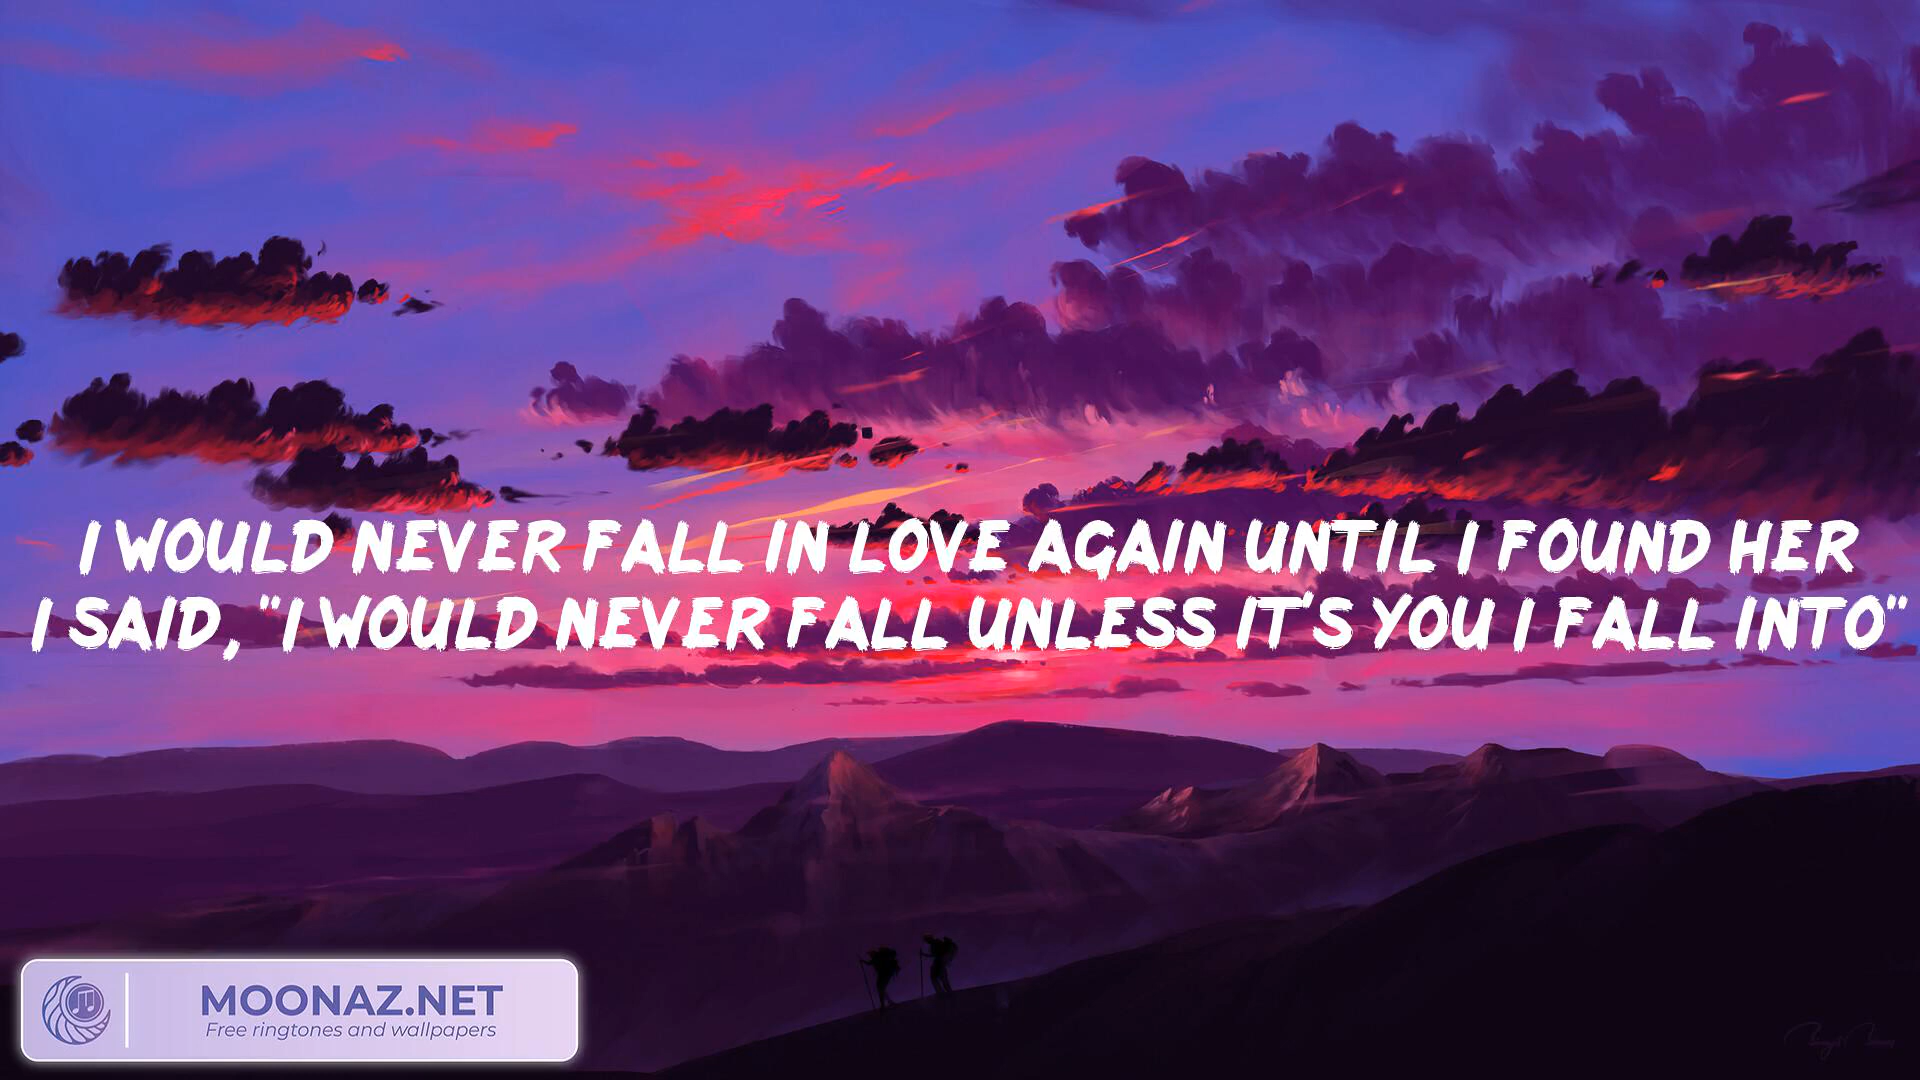 I WOULD NEVER FALL IN LOVE AGAIN UNTIL I FOUND HER
I SAID, "I WOULD NEVER FALL UNLESS IT'S YOU I FALL INTO"
MOONAZ.NET
Free ringtones and wallpapers